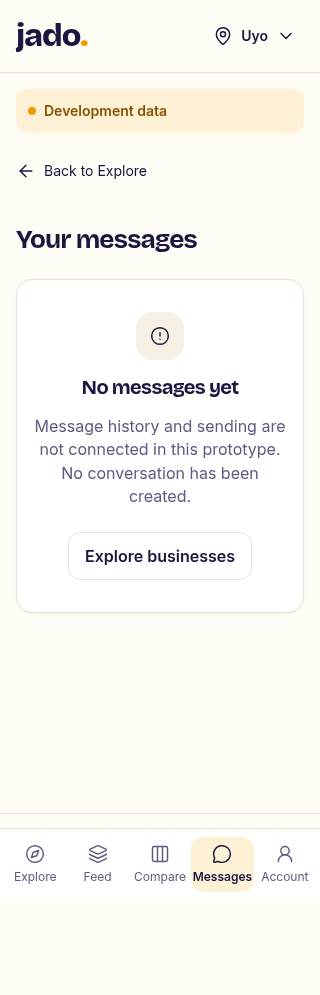 jado.
Uyo
Development data
Back to Explore
Your messages
No messages yet
Message history and sending are
not connected in this prototype.
No conversation has been
created.
Explore businesses
Explore
Feed
Compare
Messages
Account